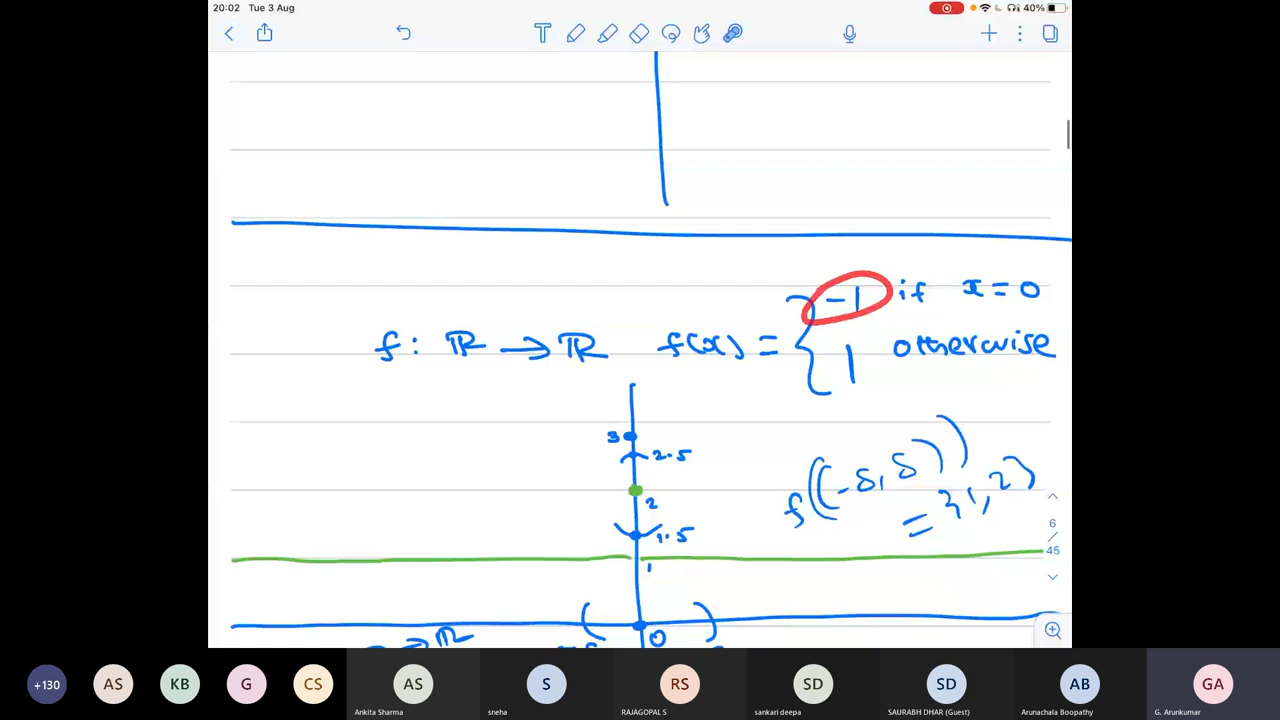 20:02 Tue 3 Aug
40%
T
-1 if x = 0
f : ℝ → ℝ f(x) = {
1 otherwise
3
2.5
2
1.5
1
f((-δ, δ)) = {1, 2}
6
/
45
0
→ ℝ
+130 AS KB G CS AS S RS SD SD AB GA
Ankita Sharma sneha RAJAGOPAL S sankari deepa SAURABH DHAR (Guest) Arunachala Boopathy G. Arunkumar